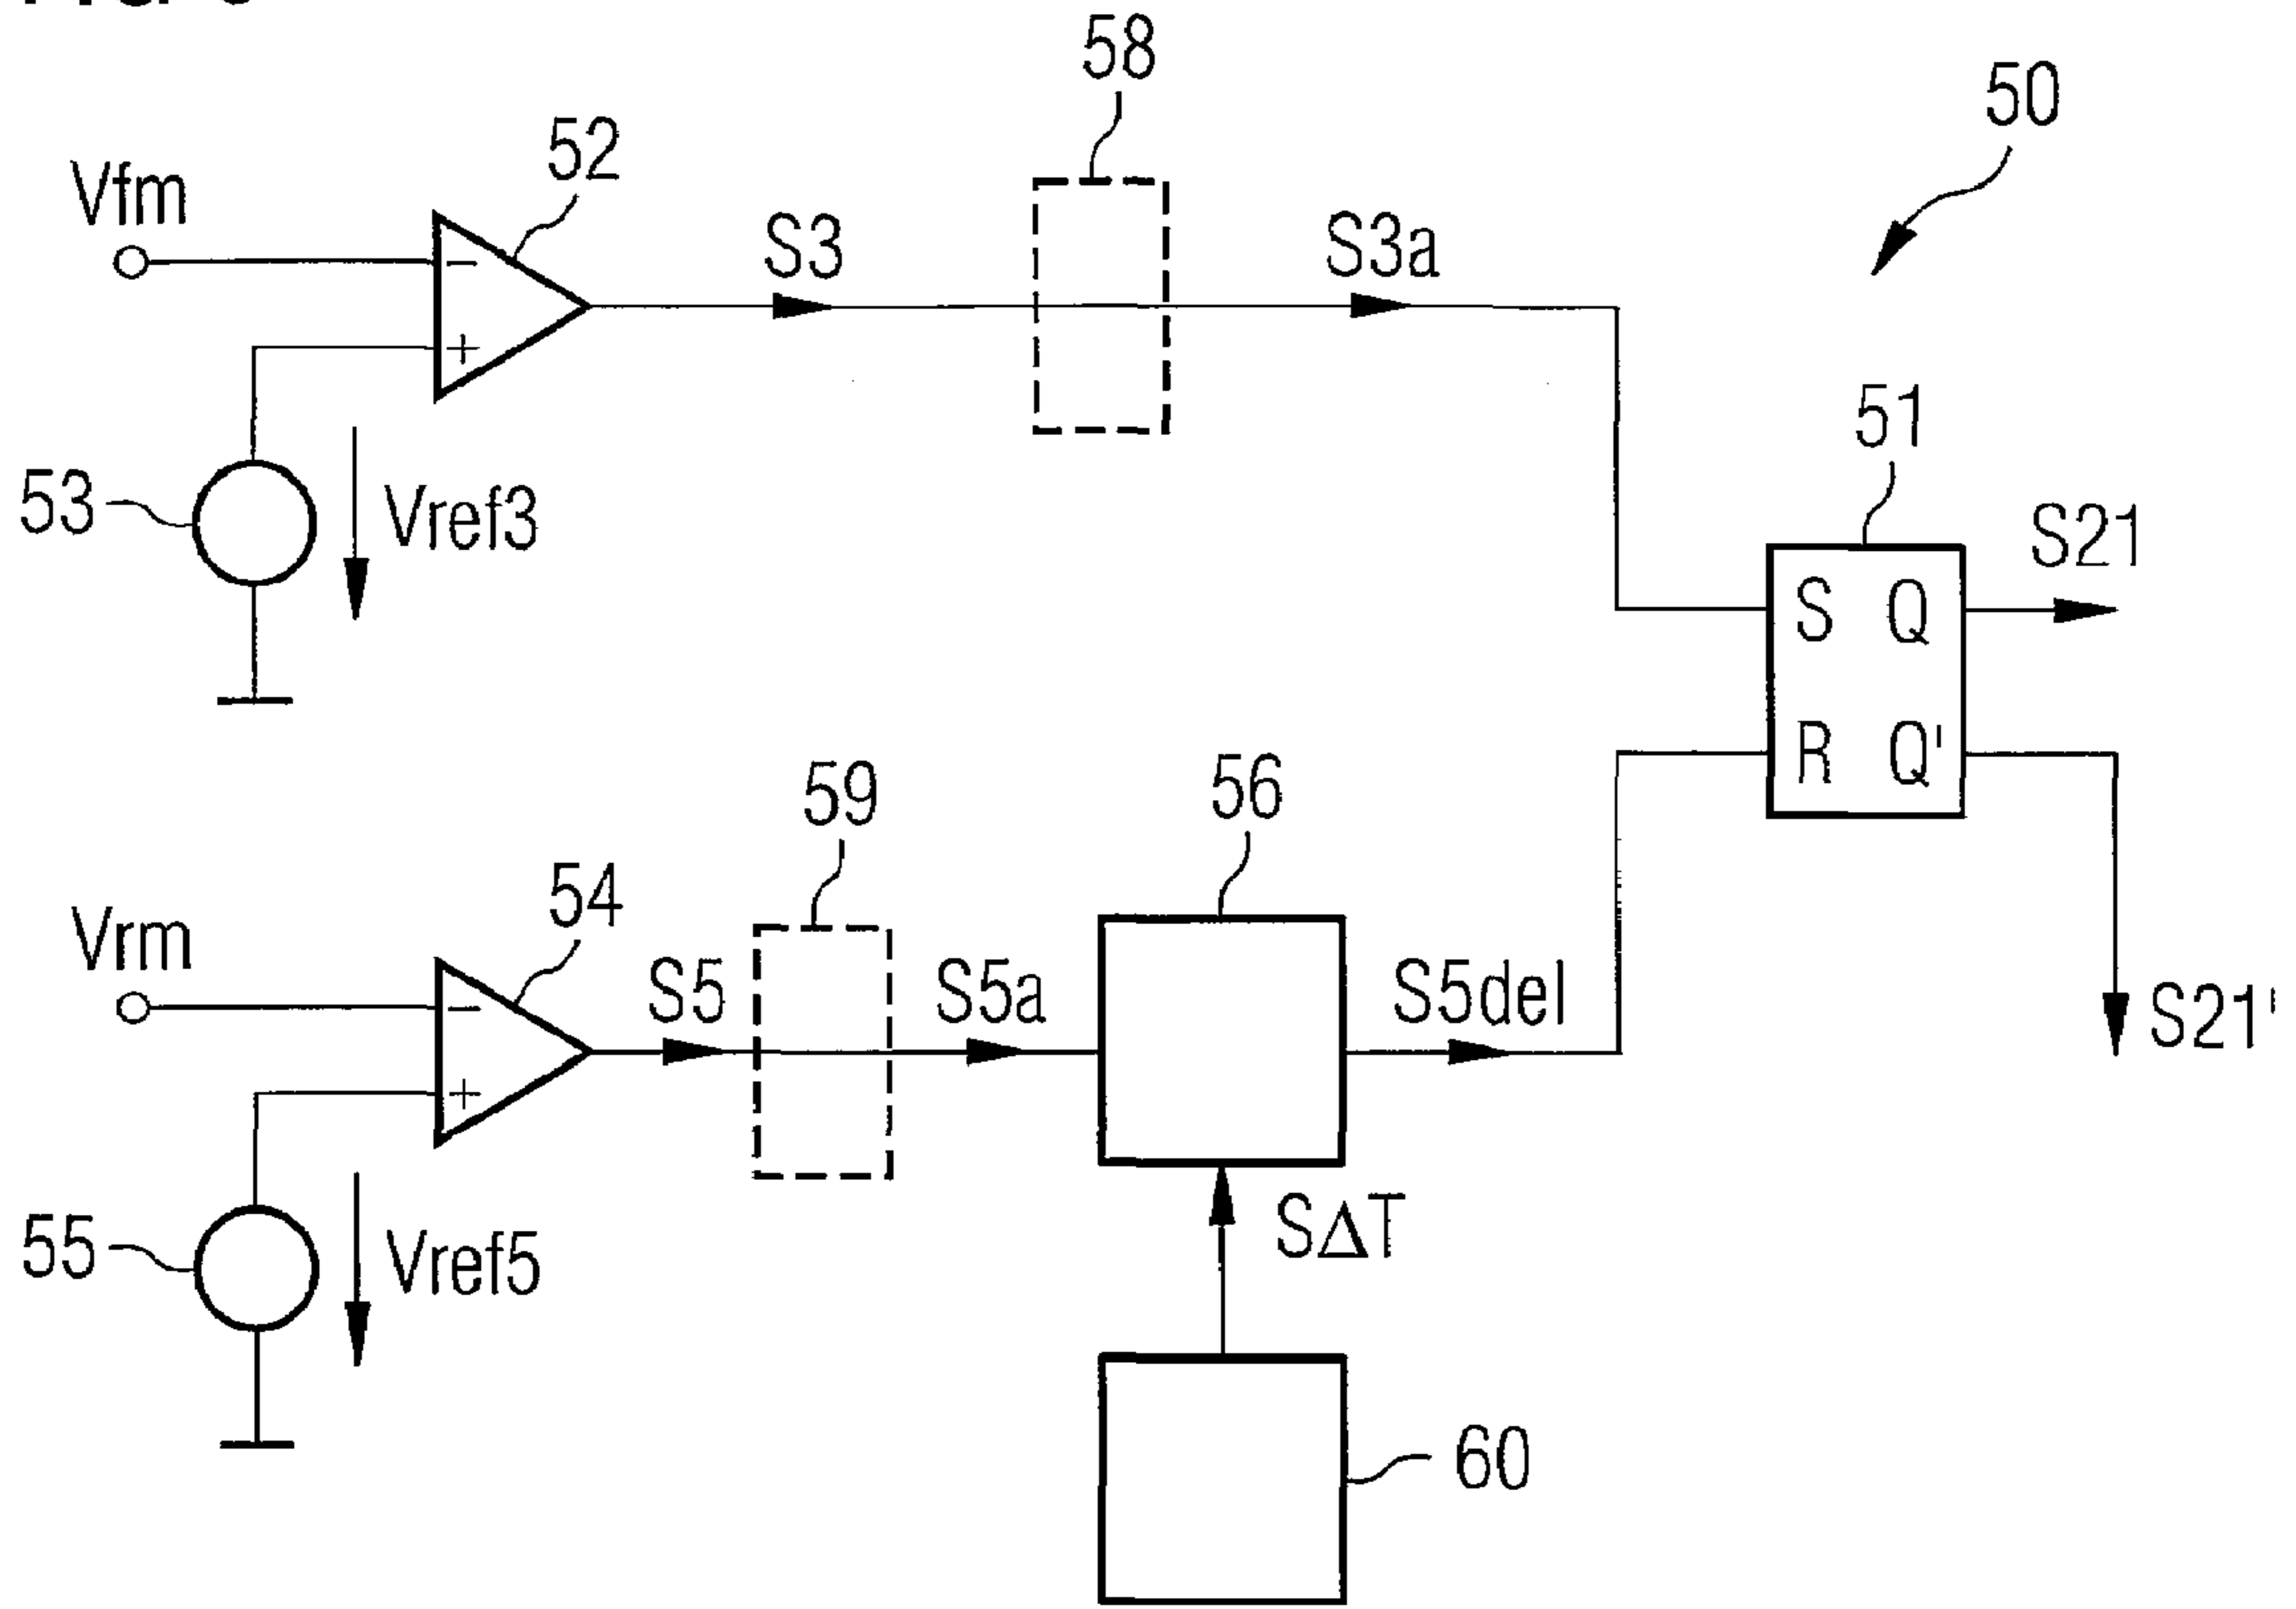 58
50
52
Vfm
S3
S3a
−
+
51
53
Vref3
S21
S Q
R Q'
59
56
54
Vrm
S5
S5a
S5del
S21'
−
+
SΔT
55
Vref5
60